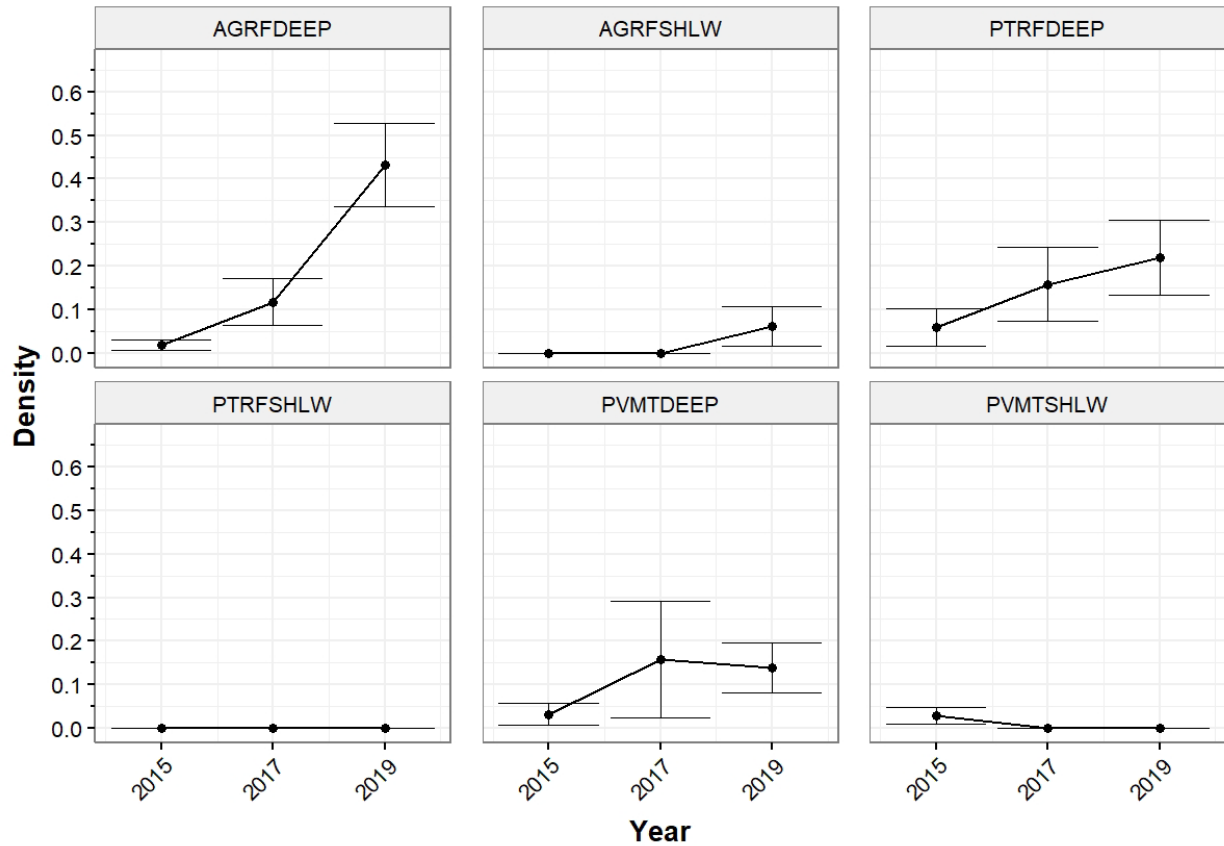 AGRFDEEP AGRFSHLW PTRFDEEP
0.6
0.5
0.4
0.3
0.2
0.1
0.0
Density
PTRFSHLW PVMTDEEP PVMTSHLW
0.6
0.5
0.4
0.3
0.2
0.1
0.0
2015 2017 2019 2015 2017 2019 2015 2017 2019
Year